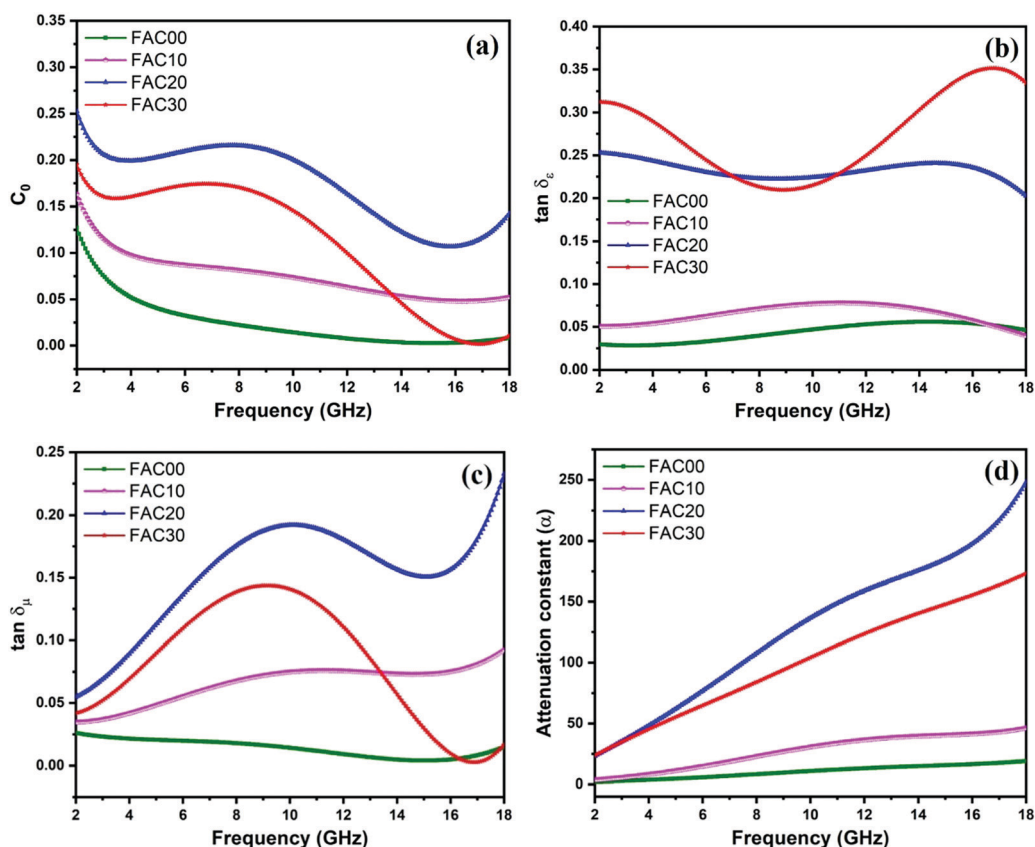 (a)
FAC00
FAC10
FAC20
FAC30
0.35
0.30
0.25
0.20
0.15
0.10
0.05
0.00
C0
2 4 6 8 10 12 14 16 18
Frequency (GHz)
(b)
0.40
0.35
0.30
0.25
0.20
0.15
0.10
0.05
0.00
tan δε
FAC00
FAC10
FAC20
FAC30
2 4 6 8 10 12 14 16 18
Frequency (GHz)
(c)
FAC00
FAC10
FAC20
FAC30
0.25
0.20
0.15
0.10
0.05
0.00
tan δμ
2 4 6 8 10 12 14 16 18
Frequency (GHz)
(d)
FAC00
FAC10
FAC20
FAC30
250
200
150
100
50
0
Attenuation constant (α)
2 4 6 8 10 12 14 16 18
Frequency (GHz)